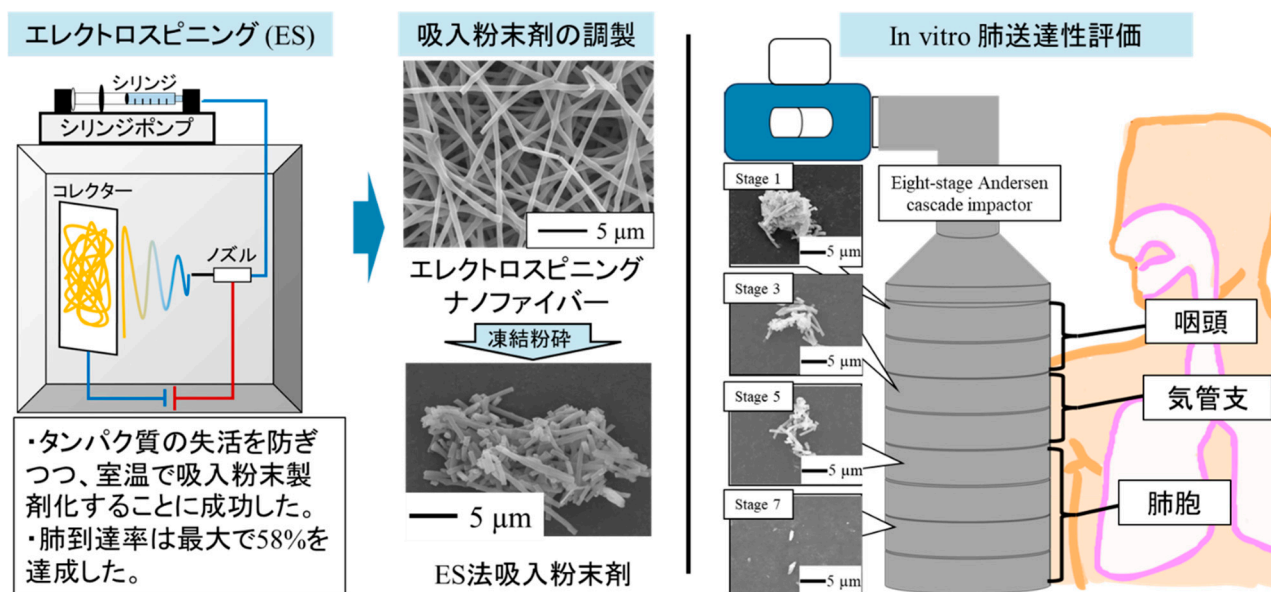 エレクトロスピニング (ES)
シリンジ
シリンジポンプ
コレクター
ノズル
・タンパク質の失活を防ぎ
つつ、室温で吸入粉末製
剤化することに成功した。
・肺到達率は最大で58%を
達成した。
吸入粉末剤の調製
5 μm
エレクトロスピニング
ナノファイバー
凍結粉砕
5 μm
ES法吸入粉末剤
In vitro 肺送達性評価
Eight-stage Andersen
cascade impactor
Stage 1
5 μm
Stage 3
5 μm
Stage 5
5 μm
Stage 7
5 μm
咽頭
気管支
肺胞